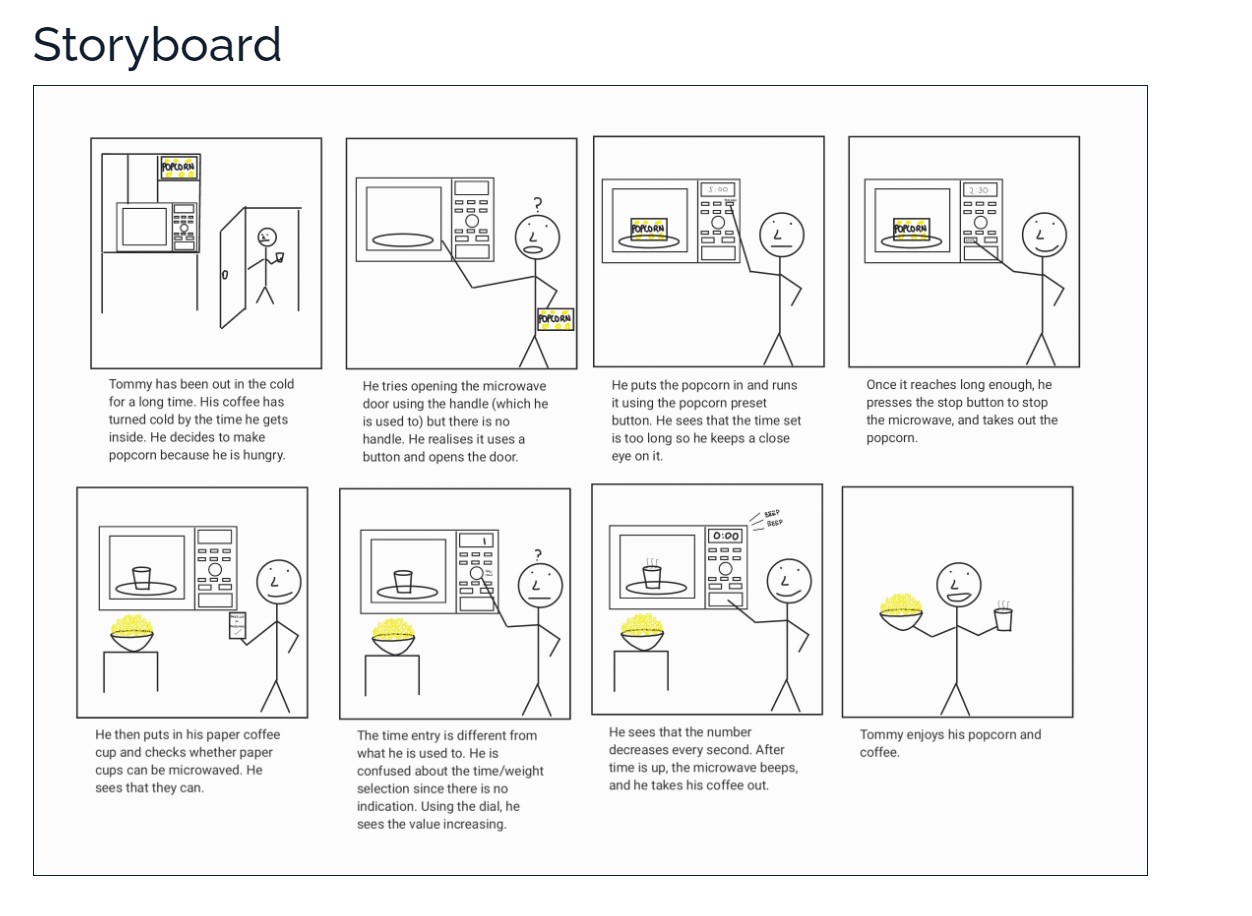 Storyboard
POPCORN
Tommy has been out in the cold
for a long time. His coffee has
turned cold by the time he gets
inside. He decides to make
popcorn because he is hungry.
?
POPCORN
He tries opening the microwave
door using the handle (which he
is used to) but there is no
handle. He realises it uses a
button and opens the door.
5:00
POPCORN
He puts the popcorn in and runs
it using the popcorn preset
button. He sees that the time set
is too long so he keeps a close
eye on it.
2:30
POPCORN
Once it reaches long enough, he
presses the stop button to stop
the microwave, and takes out the
popcorn.
He then puts in his paper coffee
cup and checks whether paper
cups can be microwaved. He
sees that they can.
1
?
The time entry is different from
what he is used to. He is
confused about the time/weight
selection since there is no
indication. Using the dial, he
sees the value increasing.
BEEP
BEEP
0:00
He sees that the number
decreases every second. After
time is up, the microwave beeps,
and he takes his coffee out.
Tommy enjoys his popcorn and
coffee.